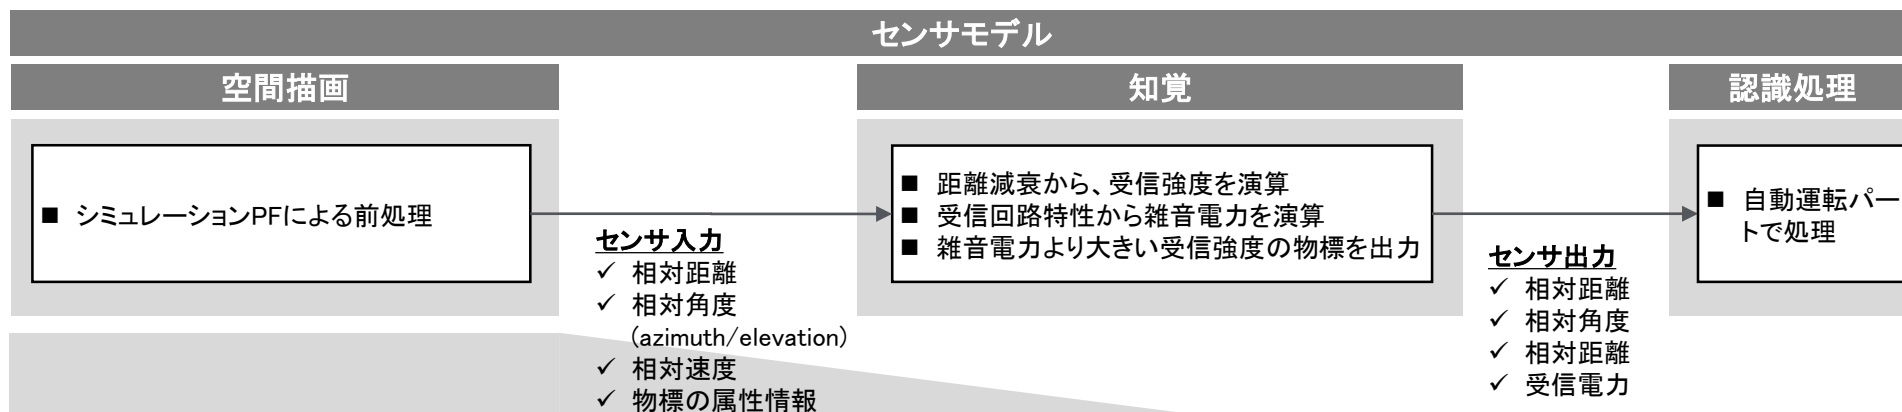 センサモデル
空間描画
知覚
認識処理
■ シミュレーションPFによる前処理
センサ入力
✓ 相対距離
✓ 相対角度
(azimuth/elevation)
✓ 相対速度
✓ 物標の属性情報
■ 距離減衰から、受信強度を演算
■ 受信回路特性から雑音電力を演算
■ 雑音電力より大きい受信強度の物標を出力
センサ出力
✓ 相対距離
✓ 相対角度
✓ 相対距離
✓ 受信電力
■ 自動運転パー
トで処理